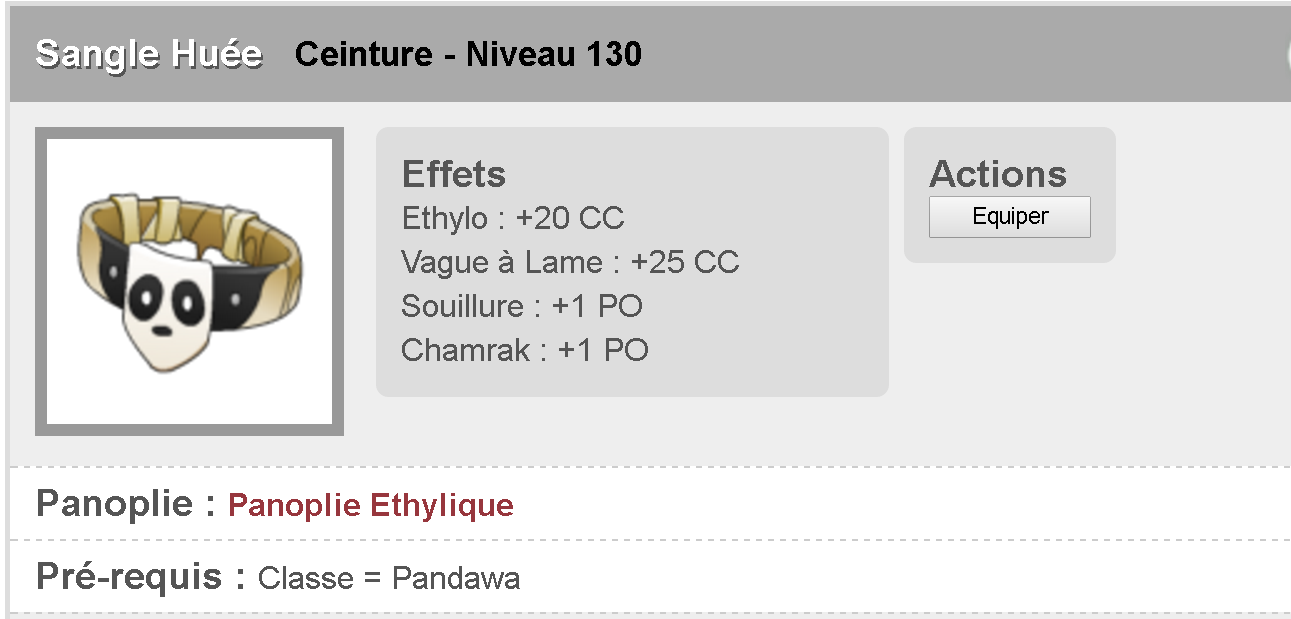 Sangle Huée Ceinture - Niveau 130
Effets
Ethylo : +20 CC
Vague à Lame : +25 CC
Souillure : +1 PO
Chamrak : +1 PO
Actions
Equiper
Panoplie : Panoplie Ethylique
Pré-requis : Classe = Pandawa